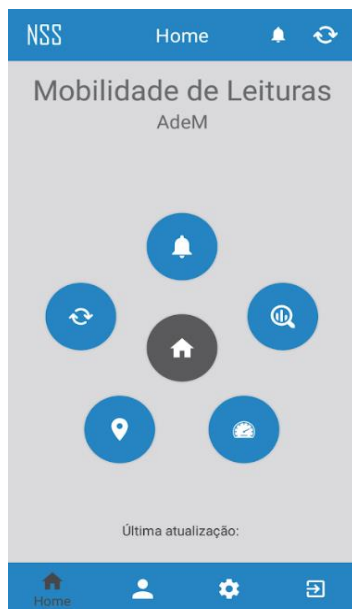 NSS Home
Mobilidade de Leituras
AdeM
Última atualização:
Home